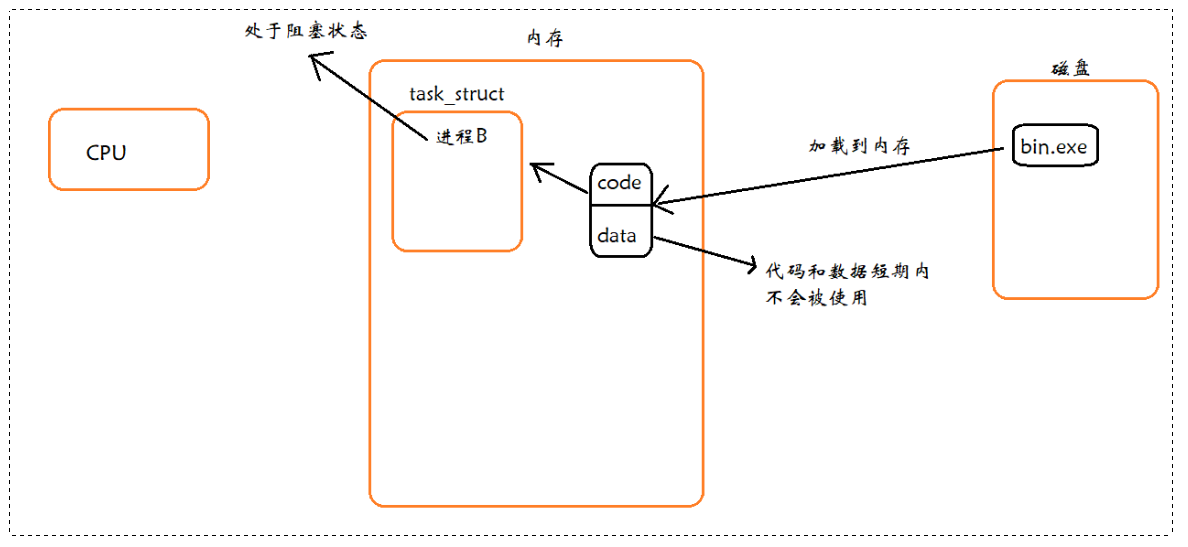 处于阻塞状态
内存
磁盘
task_struct
进程B
CPU
bin.exe
加载到内存
code
data
代码和数据短期内
不会被使用